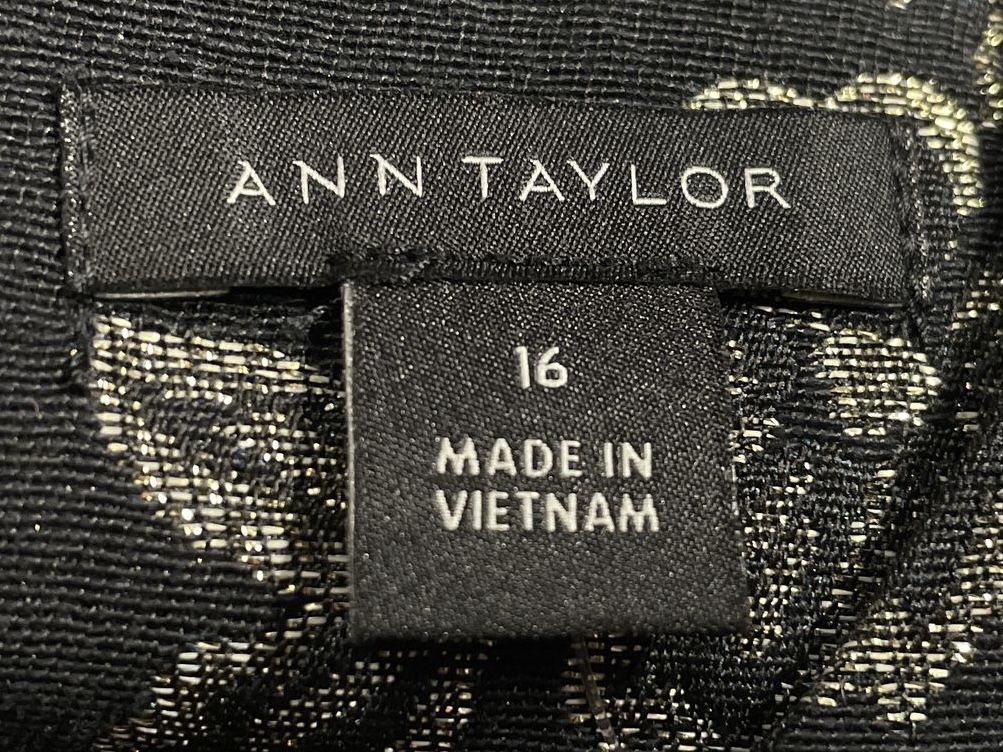 ANN TAYLOR
16
MADE IN
VIETNAM